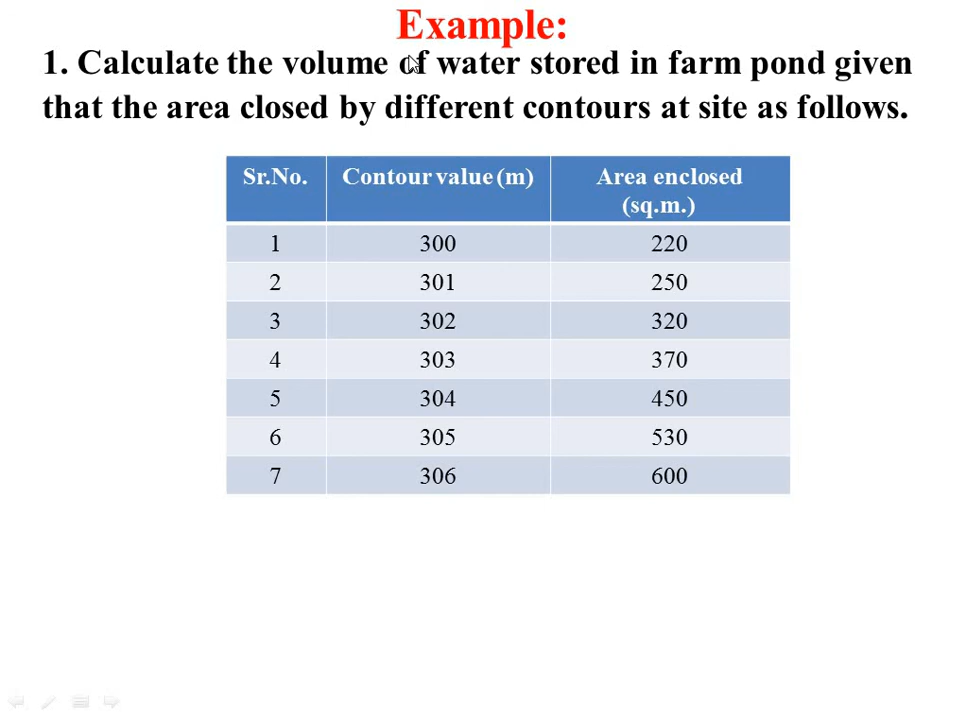 Example:
1. Calculate the volume of water stored in farm pond given
that the area closed by different contours at site as follows.
Sr.No. Contour value (m) Area enclosed
(sq.m.)
1 300 220
2 301 250
3 302 320
4 303 370
5 304 450
6 305 530
7 306 600